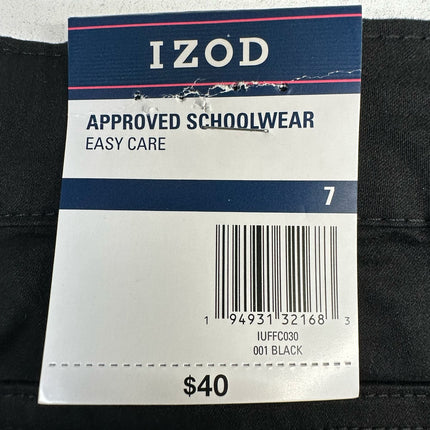 IZOD
APPROVED SCHOOLWEAR
EASY CARE
7
1 94931 32168 3
IUFFC030
001 BLACK
$40